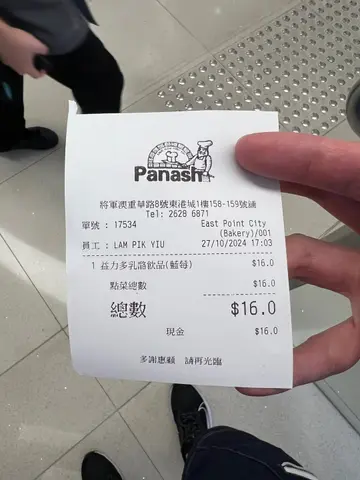 Panash
將軍澳重華路8號東港城1樓158-159號舖
Tel: 2628 6871
單號 : 17534 East Point City
(Bakery)/001
員工 : LAM PIK YIU 27/10/2024 17:03
1 益力多乳酪飲品(藍莓) $16.0
點菜總數 $16.0
總數 $16.0
現金 $16.0
多謝惠顧 請再光臨